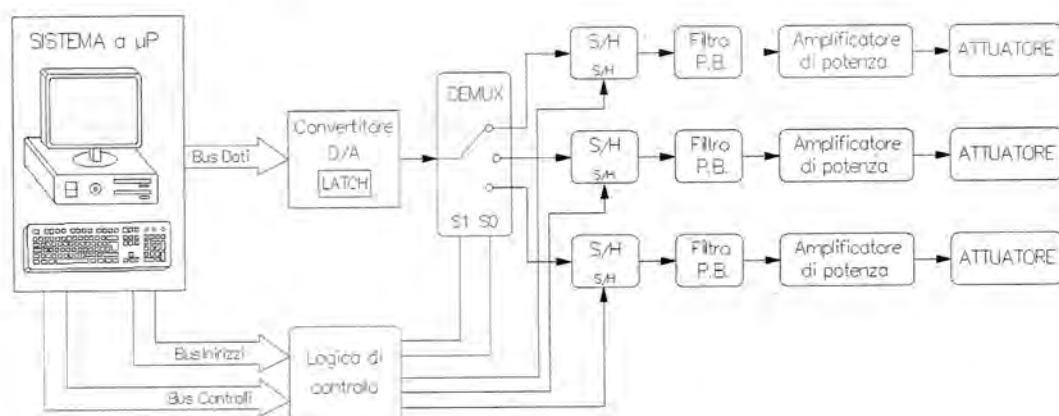 SISTEMA a µP
Bus Dati
Convertitore
D/A
LATCH
DEMUX
S1 S0
S/H
S/H
Filtro
P.B.
Amplificatore
di potenza
ATTUATORE
S/H
S/H
Filtro
P.B.
Amplificatore
di potenza
ATTUATORE
S/H
S/H
Filtro
P.B.
Amplificatore
di potenza
ATTUATORE
Bus Inirizzi
Bus Controlli
Logica di
controllo